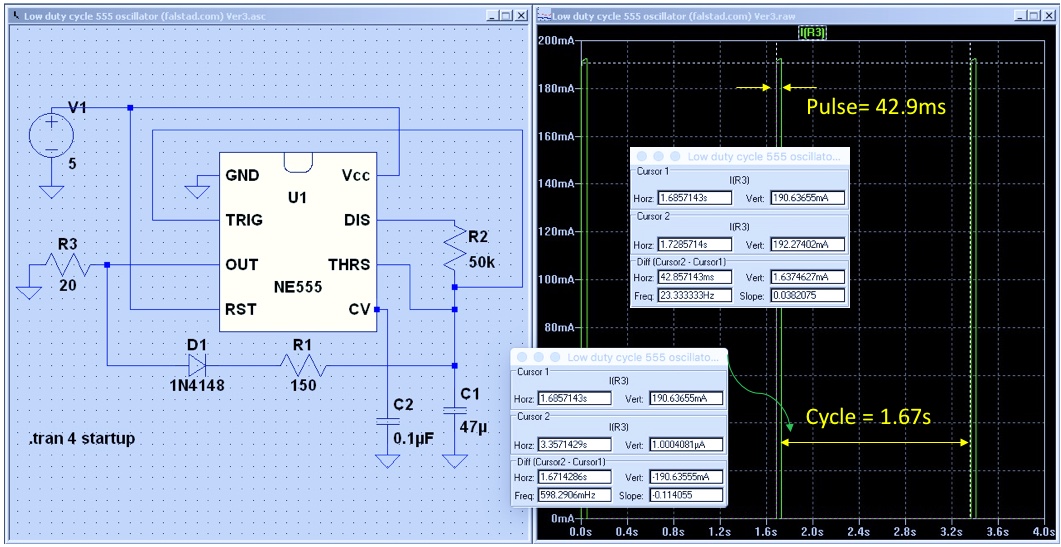 Low duty cycle 555 oscillator (falstad.com) Ver3.asc
V1
5
GND
Vcc
U1
TRIG
DIS
R3
R2
50k
OUT
THRS
20
NE555
RST
CV
D1
R1
1N4148
150
C2
C1
0.1µF
47µ
.tran 4 startup
Low duty cycle 555 oscillator (falstad.com) Ver3.raw
I(R3)
200mA
180mA
160mA
140mA
120mA
100mA
80mA
0mA
0.0s 0.4s 0.8s 1.2s 1.6s 2.0s 2.4s 2.8s 3.2s 3.6s 4.0s
Pulse= 42.9ms
Cycle = 1.67s
Low duty cycle 555 oscillato...
Cursor 1
I(R3)
Horz: 1.6857143s Vert: 190.63655mA
Cursor 2
I(R3)
Horz: 1.7285714s Vert: 192.27402mA
Diff (Cursor2 - Cursor1)
Horz: 42.857143ms Vert: 1.6374627mA
Freq: 23.333333Hz Slope: 0.0382075
Low duty cycle 555 oscillato...
Cursor 1
I(R3)
Horz: 1.6857143s Vert: 190.63655mA
Cursor 2
I(R3)
Horz: 3.3571429s Vert: 1.0004081µA
Diff (Cursor2 - Cursor1)
Horz: 1.6714286s Vert: -190.63555mA
Freq: 598.2906mHz Slope: -0.114055